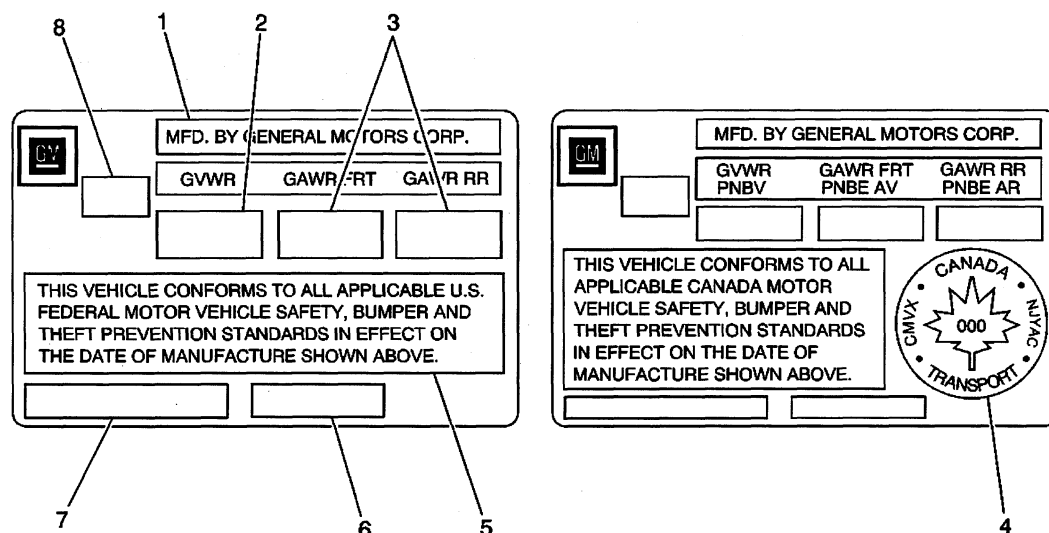 8 1 2 3
GM
MFD. BY GENERAL MOTORS CORP.
GVWR GAWR FRT GAWR RR
THIS VEHICLE CONFORMS TO ALL APPLICABLE U.S.
FEDERAL MOTOR VEHICLE SAFETY, BUMPER AND
THEFT PREVENTION STANDARDS IN EFFECT ON
THE DATE OF MANUFACTURE SHOWN ABOVE.
7 6 5
GM
MFD. BY GENERAL MOTORS CORP.
GVWR GAWR FRT GAWR RR
PNBV PNBE AV PNBE AR
THIS VEHICLE CONFORMS TO ALL
APPLICABLE CANADA MOTOR
VEHICLE SAFETY, BUMPER AND
THEFT PREVENTION STANDARDS
IN EFFECT ON THE DATE OF
MANUFACTURE SHOWN ABOVE.
CANADA
CMVX 000 NJYAC
TRANSPORT
4